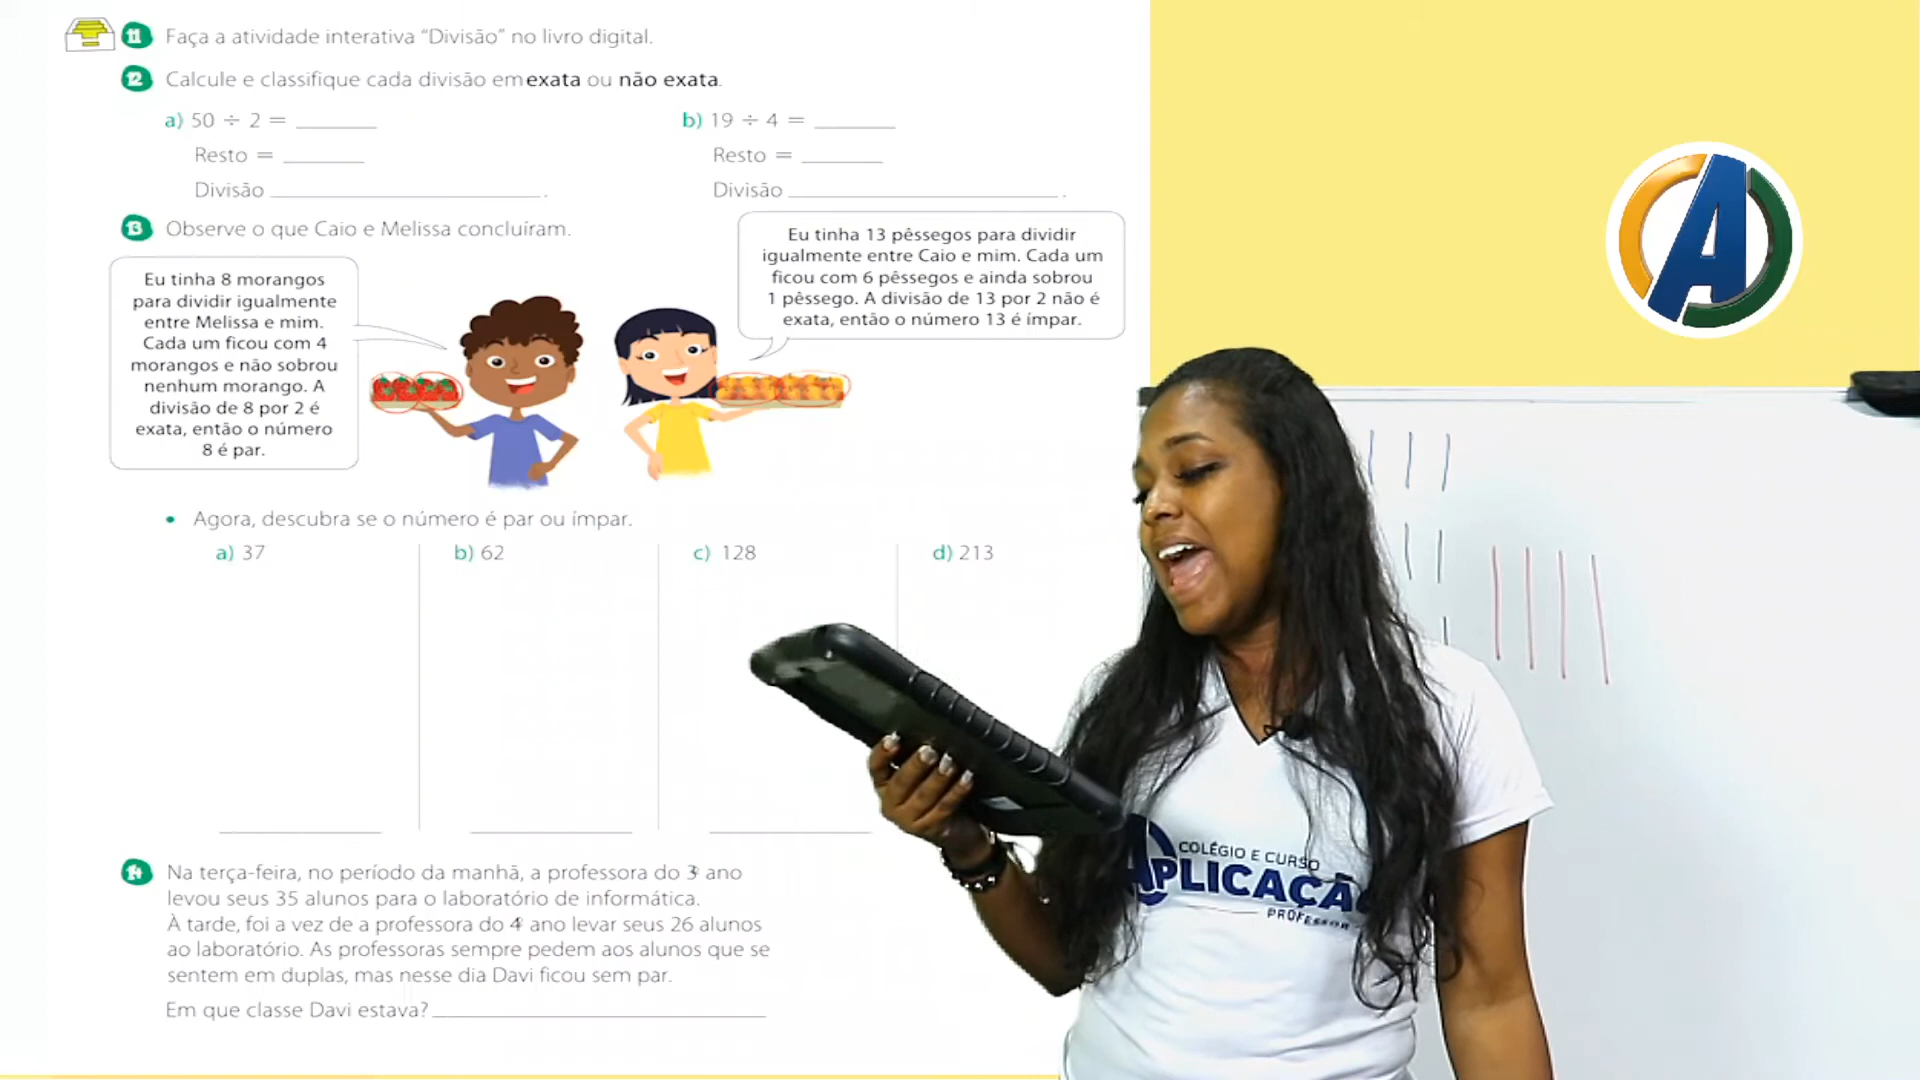 11 Faça a atividade interativa “Divisão” no livro digital.
12 Calcule e classifique cada divisão em exata ou não exata.
a) 50 ÷ 2 = ______
Resto = ______
Divisão ____________________.
b) 19 ÷ 4 = ______
Resto = ______
Divisão ____________________.
13 Observe o que Caio e Melissa concluíram.
Eu tinha 8 morangos
para dividir igualmente
entre Melissa e mim.
Cada um ficou com 4
morangos e não sobrou
nenhum morango. A
divisão de 8 por 2 é
exata, então o número
8 é par.
Eu tinha 13 pêssegos para dividir
igualmente entre Caio e mim. Cada um
ficou com 6 pêssegos e ainda sobrou
1 pêssego. A divisão de 13 por 2 não é
exata, então o número 13 é ímpar.
• Agora, descubra se o número é par ou ímpar.
a) 37
b) 62
c) 128
d) 213
14 Na terça-feira, no período da manhã, a professora do 3º ano
levou seus 35 alunos para o laboratório de informática.
À tarde, foi a vez de a professora do 4º ano levar seus 26 alunos
ao laboratório. As professoras sempre pedem aos alunos que se
sentem em duplas, mas nesse dia Davi ficou sem par.
Em que classe Davi estava? ____________________
A
COLÉGIO E CURSO
APLICAÇÃO
PROFESSOR